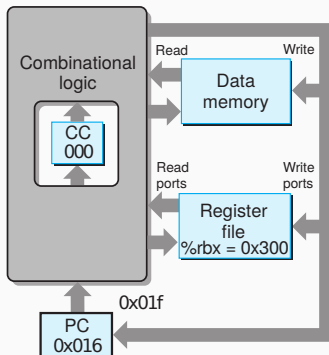 Combinational
logic
CC
000
Read
Write
Data
memory
Read
ports
Write
ports
Register
file
%rbx = 0x300
0x01f
PC
0x016